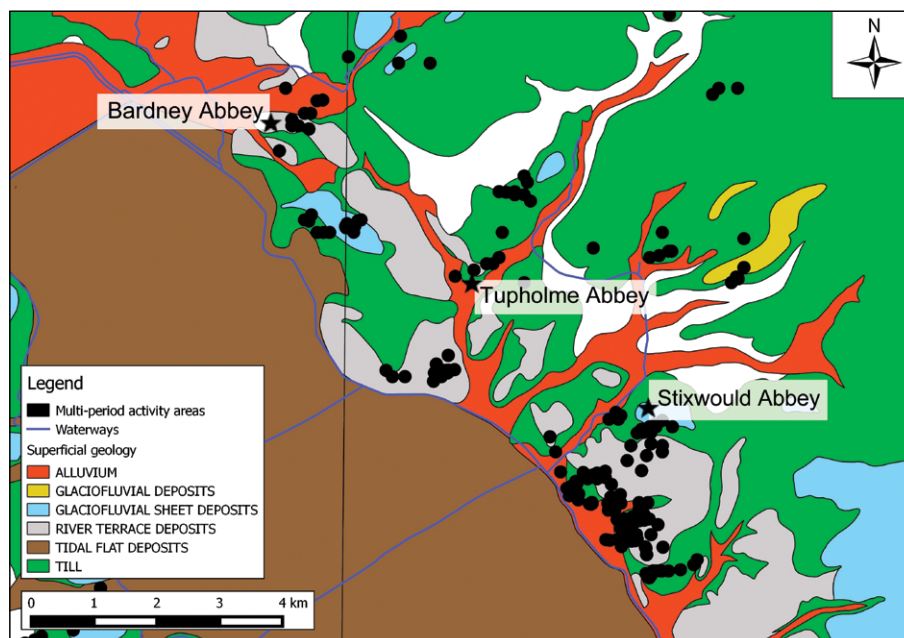 N
Bardney Abbey
Tupholme Abbey
Stixwould Abbey
Legend
Multi-period activity areas
Waterways
Superficial geology
ALLUVIUM
GLACIOFLUVIAL DEPOSITS
GLACIOFLUVIAL SHEET DEPOSITS
RIVER TERRACE DEPOSITS
TIDAL FLAT DEPOSITS
TILL
0 1 2 3 4 km